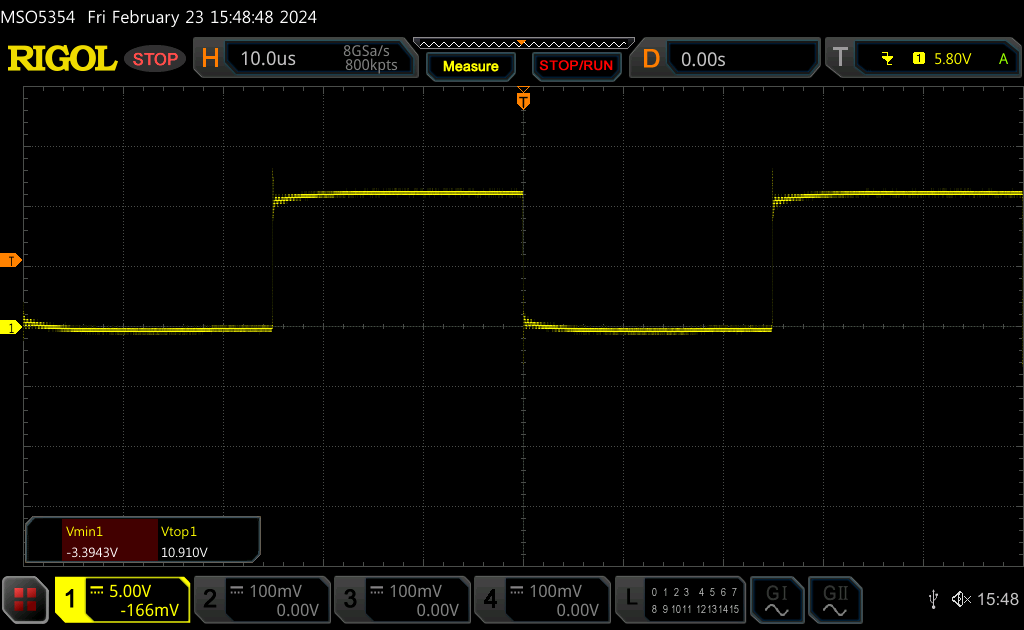 MSO5354 Fri February 23 15:48:48 2024
RIGOL STOP H 10.0us 8GSa/s 800kpts Measure STOP/RUN D 0.00s T 1 5.80V A
T
T
1
Vmin1 Vtop1
-3.3943V 10.910V
1 5.00V -166mV 2 100mV 0.00V 3 100mV 0.00V 4 100mV 0.00V L 0 1 2 3 4 5 6 7 8 9 10 11 12 13 14 15 GI GII 15:48